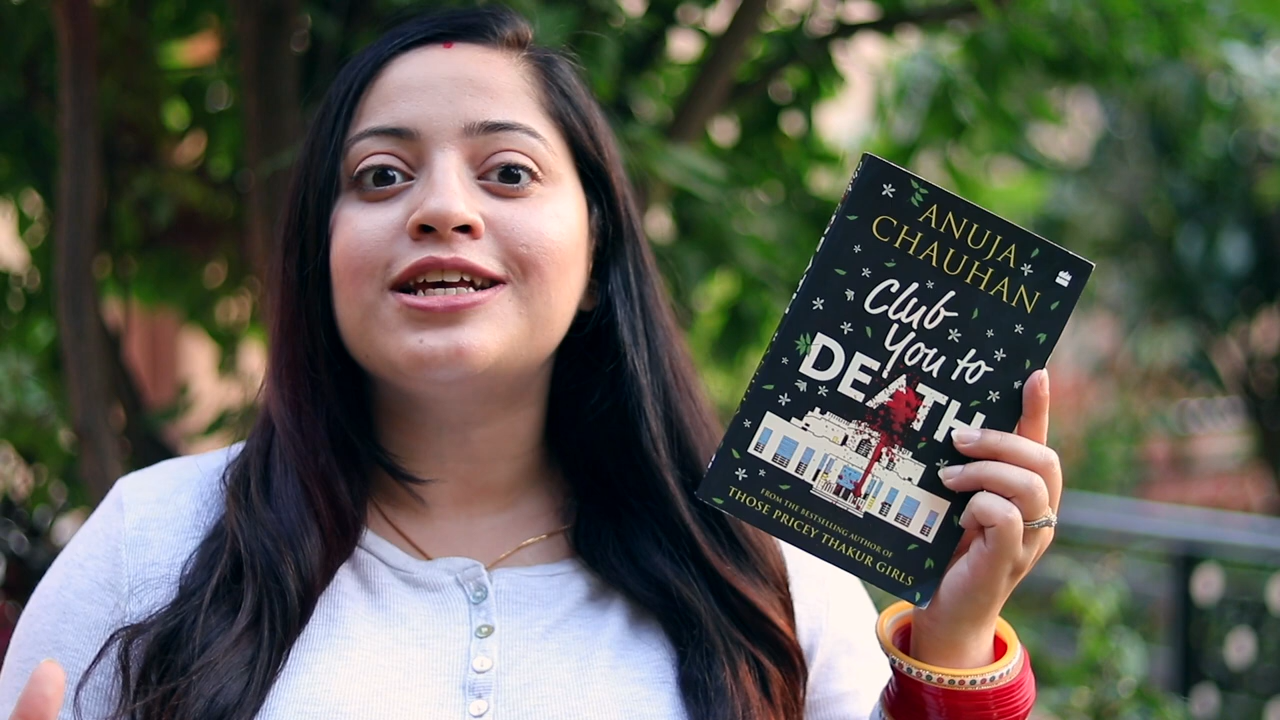 ANUJA
CHAUHAN
Club
You to
DEATH
FROM THE BESTSELLING AUTHOR OF
THOSE PRICEY THAKUR GIRLS